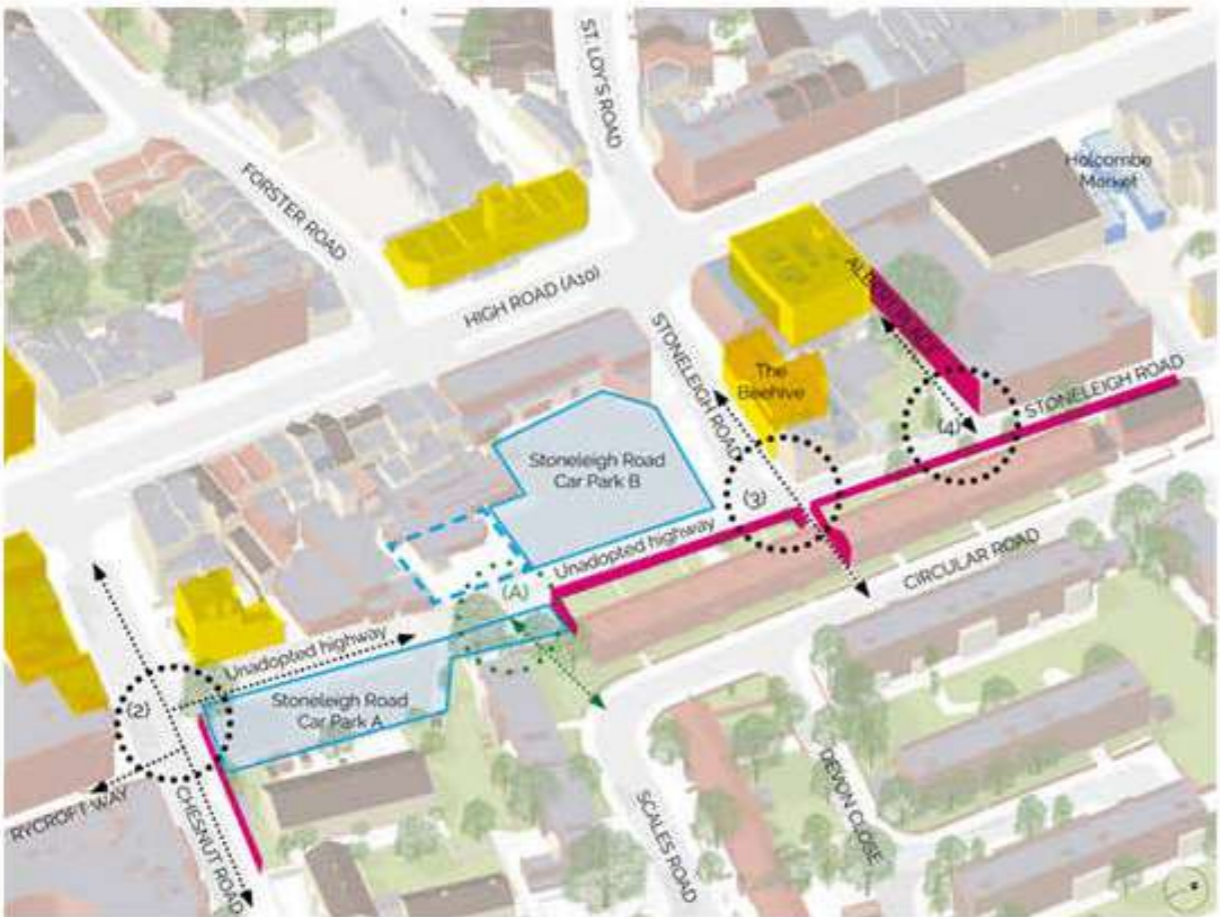 ST. LOY'S ROAD
FORSTER ROAD
Holcombe
Market
HIGH ROAD (A10)
STONELEIGH ROAD
The
Beehive
STONELEIGH ROAD
(4)
Stoneleigh Road
Car Park B
(3)
Unadopted highway
CIRCULAR ROAD
(A)
Unadopted highway
Stoneleigh Road
Car Park A
(2)
RYCROFT WAY
CHESNUT ROAD
SCALES ROAD
DEVON CLOSE